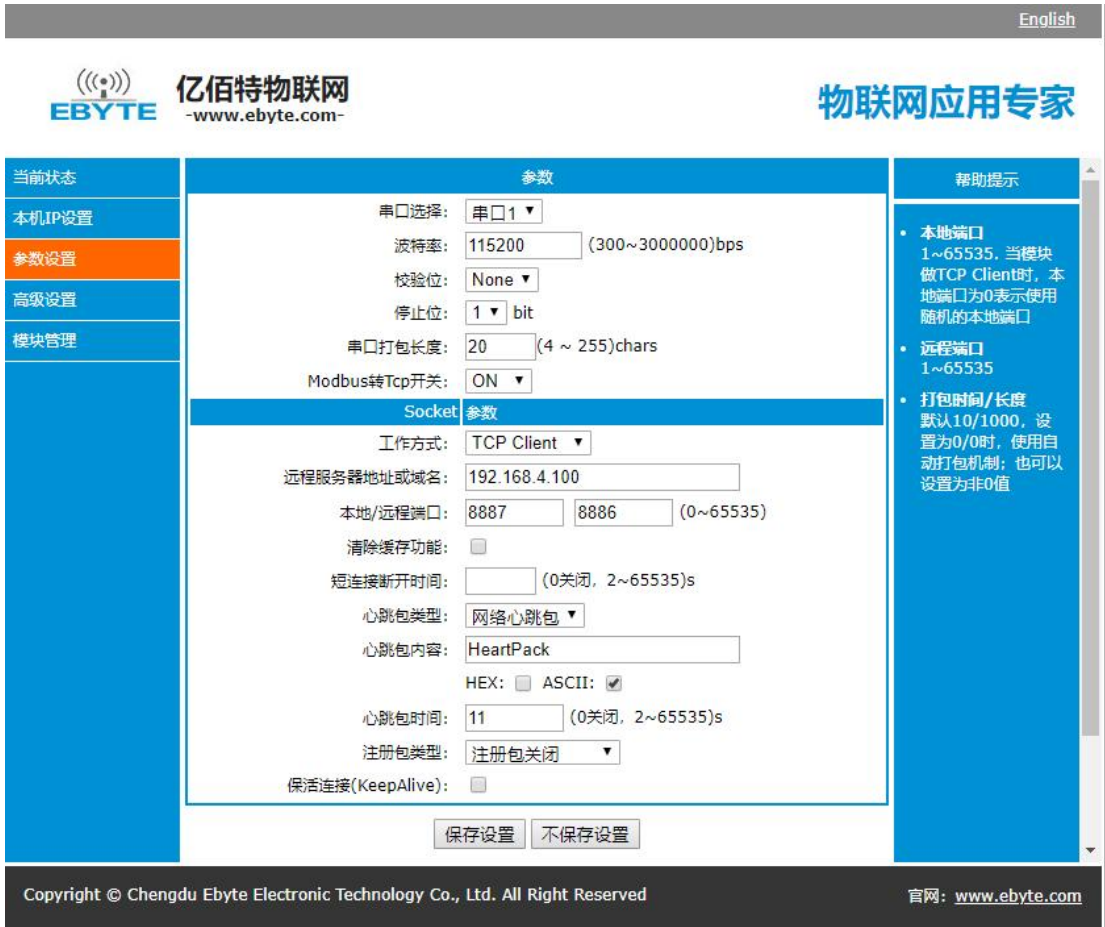 English
EBYTE
亿佰特物联网
-www.ebyte.com-
物联网应用专家
当前状态
本机IP设置
参数设置
高级设置
模块管理
参数
串口选择: 串口1
波特率: 115200 (300~3000000)bps
校验位: None
停止位: 1 bit
串口打包长度: 20 (4 ~ 255)chars
Modbus转Tcp开关: ON
Socket 参数
工作方式: TCP Client
远程服务器地址或域名: 192.168.4.100
本地/远程端口: 8887 8886 (0~65535)
清除缓存功能:
短连接断开时间: (0关闭, 2~65535)s
心跳包类型: 网络心跳包
心跳包内容: HeartPack
HEX: ASCII:
心跳包时间: 11 (0关闭, 2~65535)s
注册包类型: 注册包关闭
保活连接(KeepAlive):
保存设置 不保存设置
帮助提示
• 本地端口
1~65535. 当模块
做TCP Client时, 本
地端口为0表示使用
随机的本地端口
• 远程端口
1~65535
• 打包时间/长度
默认10/1000, 设
置为0/0时, 使用自
动打包机制; 也可以
设置为非0值
Copyright © Chengdu Ebyte Electronic Technology Co., Ltd. All Right Reserved
官网: www.ebyte.com